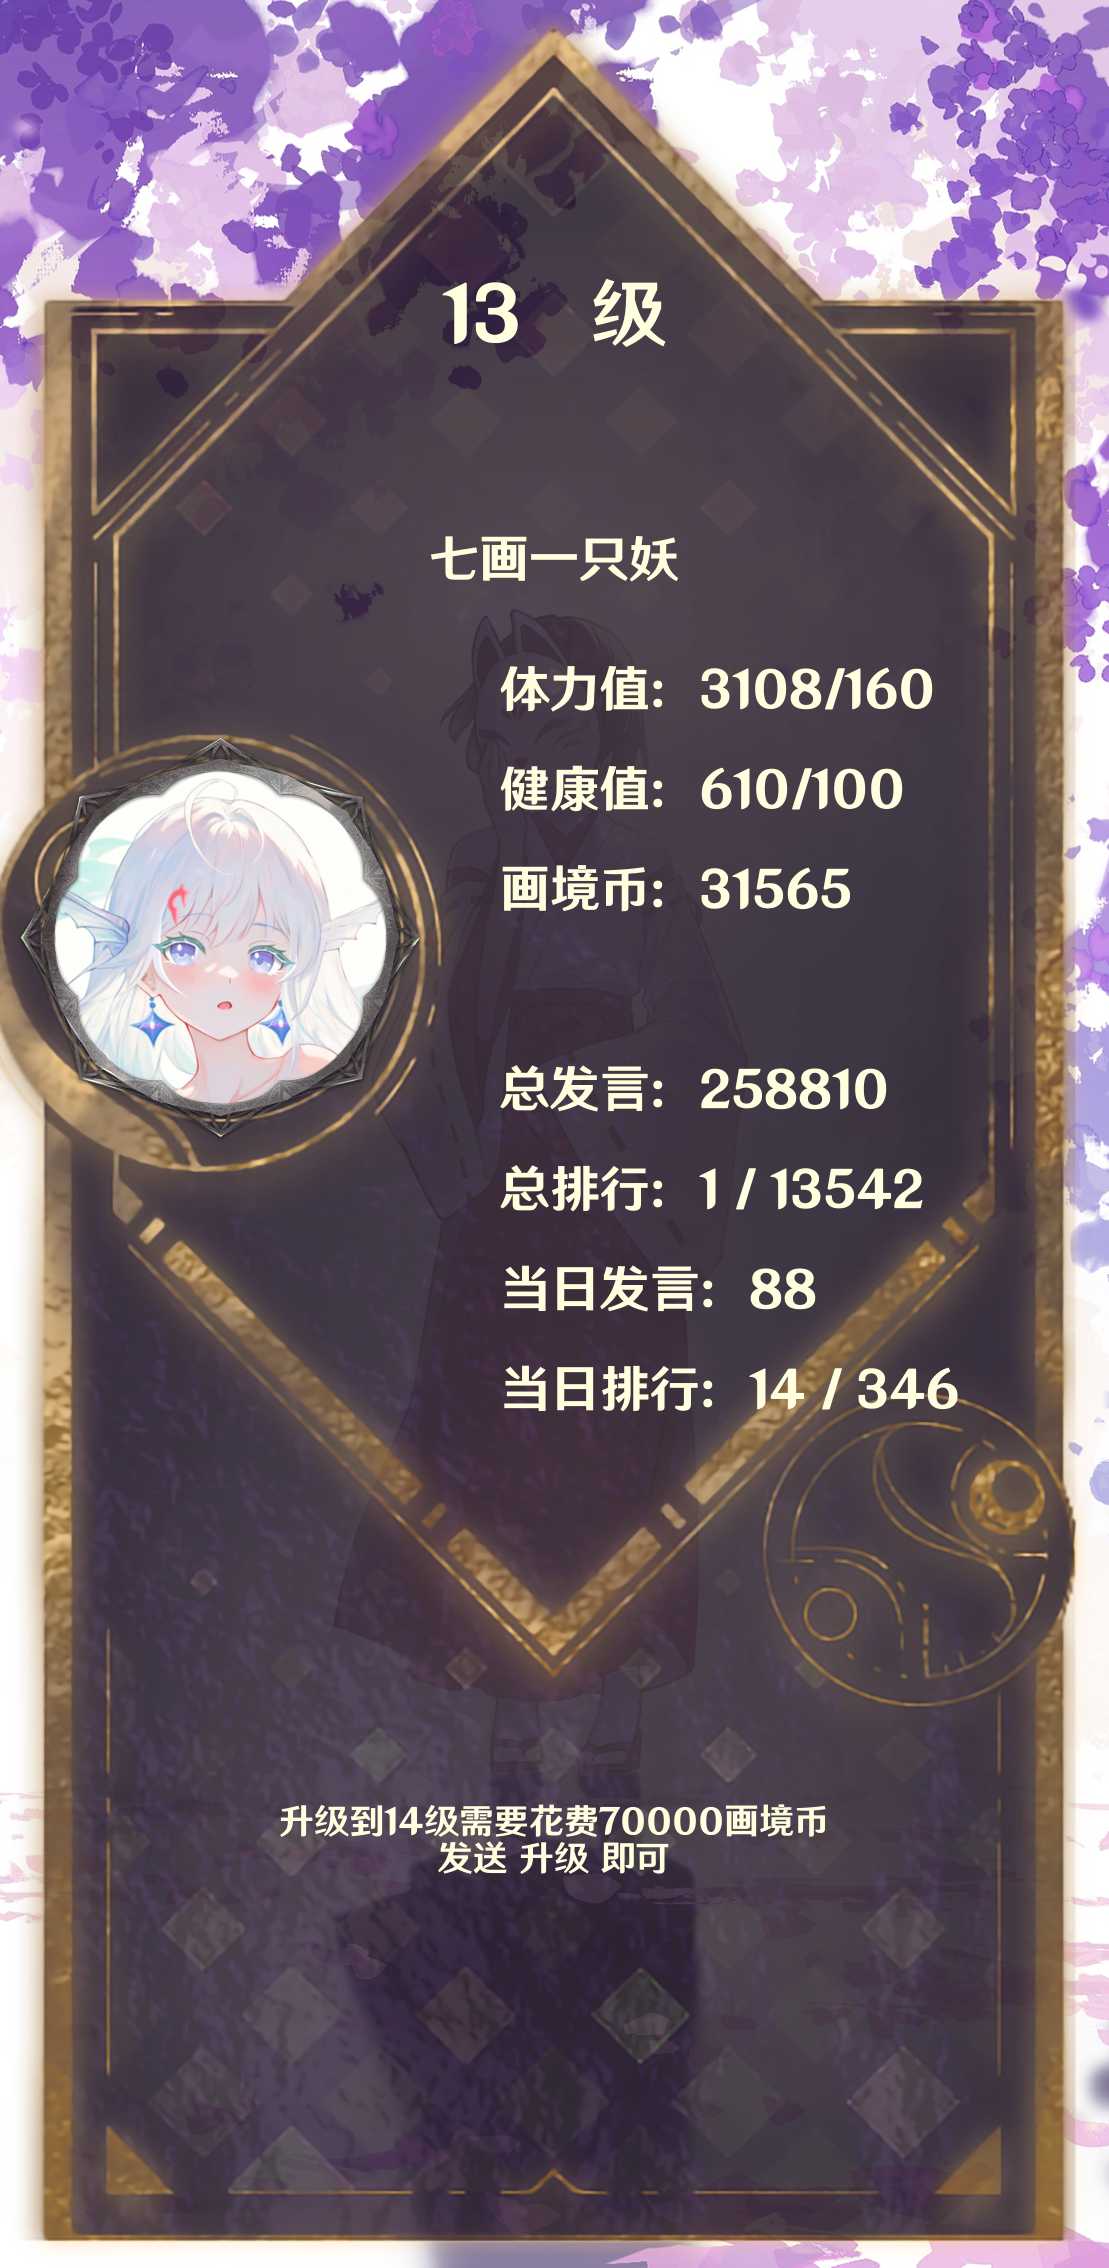 13 级
七画一只妖
体力值: 3108/160
健康值: 610/100
画境币: 31565
总发言: 258810
总排行: 1 / 13542
当日发言: 88
当日排行: 14 / 346
升级到14级需要花费70000画境币
发送 升级 即可